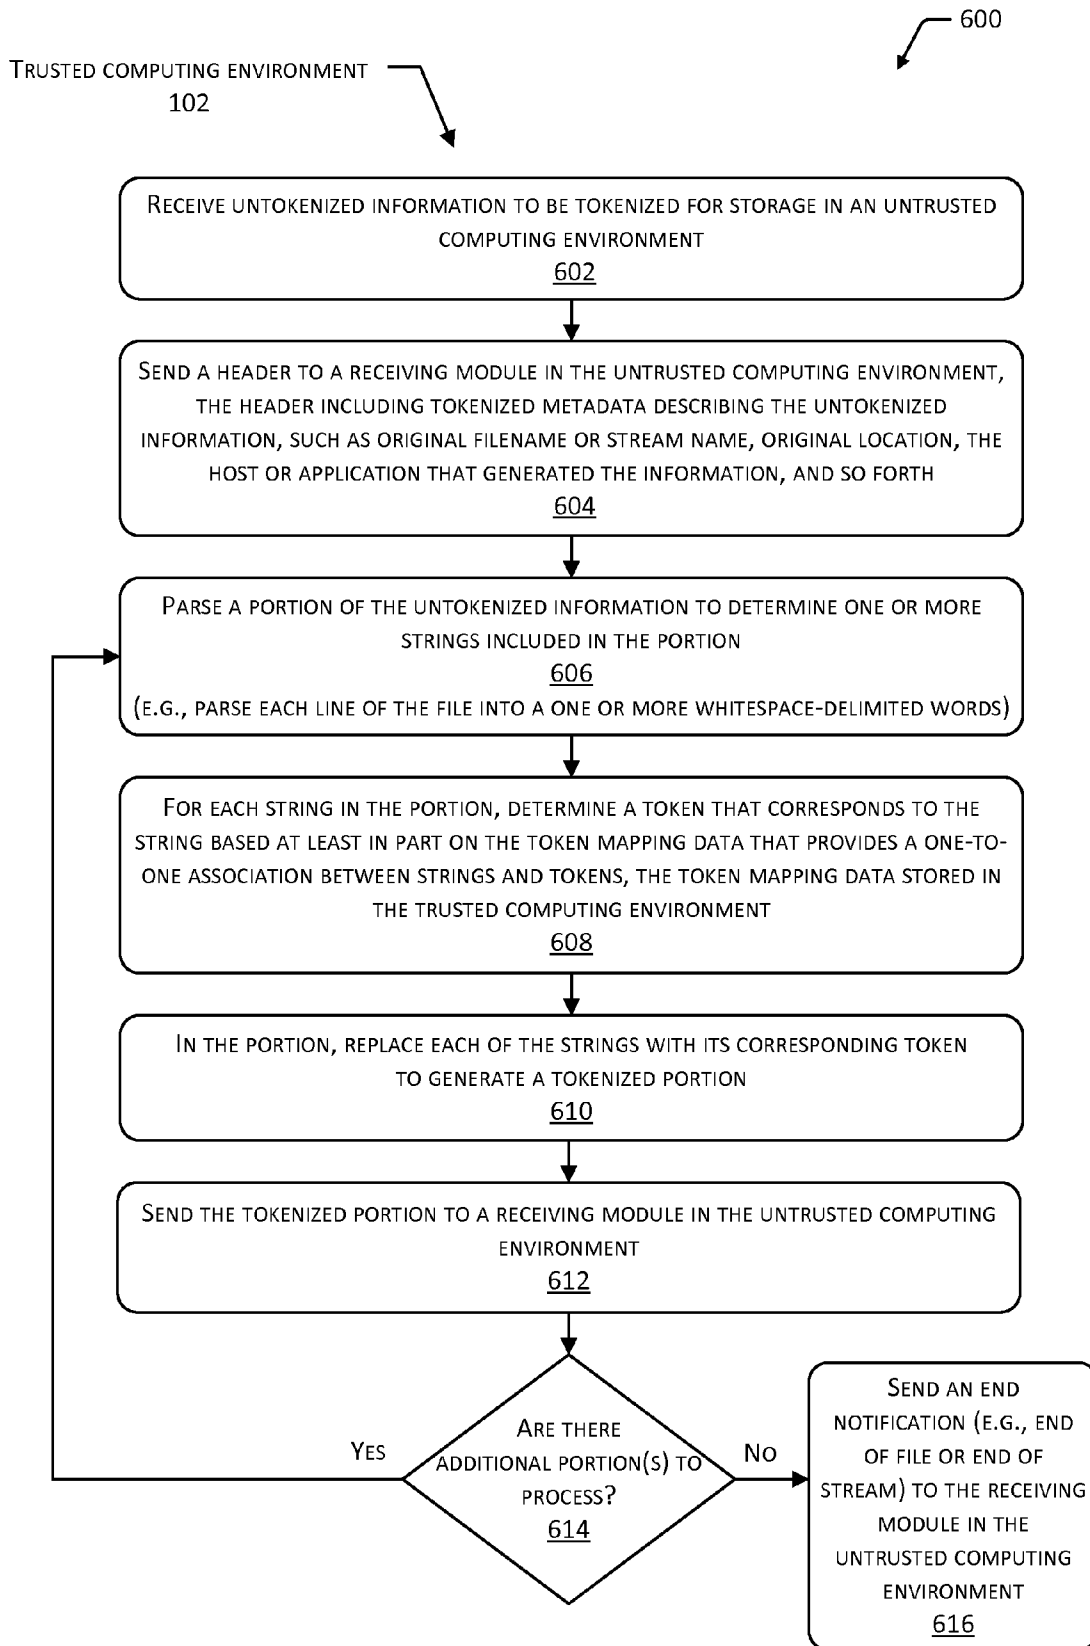 600
Trusted computing environment
102
Receive untokenized information to be tokenized for storage in an untrusted
computing environment
602
Send a header to a receiving module in the untrusted computing environment,
the header including tokenized metadata describing the untokenized
information, such as original filename or stream name, original location, the
host or application that generated the information, and so forth
604
Parse a portion of the untokenized information to determine one or more
strings included in the portion
606
(e.g., parse each line of the file into a one or more whitespace-delimited words)
For each string in the portion, determine a token that corresponds to the
string based at least in part on the token mapping data that provides a one-to-
one association between strings and tokens, the token mapping data stored in
the trusted computing environment
608
In the portion, replace each of the strings with its corresponding token
to generate a tokenized portion
610
Send the tokenized portion to a receiving module in the untrusted computing
environment
612
Are there
additional portion(s) to
process?
614
Yes
No
Send an end
notification (e.g., end
of file or end of
stream) to the receiving
module in the
untrusted computing
environment
616